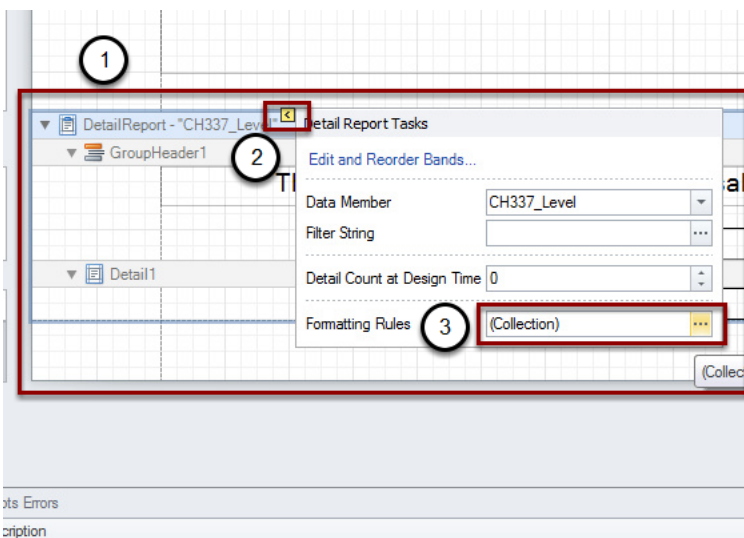 1
DetailReport - "CH337_Level"
Detail Report Tasks
GroupHeader1
2
Edit and Reorder Bands...
Data Member
CH337_Level
Filter String
Detail1
Detail Count at Design Time
0
Formatting Rules
3
(Collection)
(Collec
pts Errors
cription